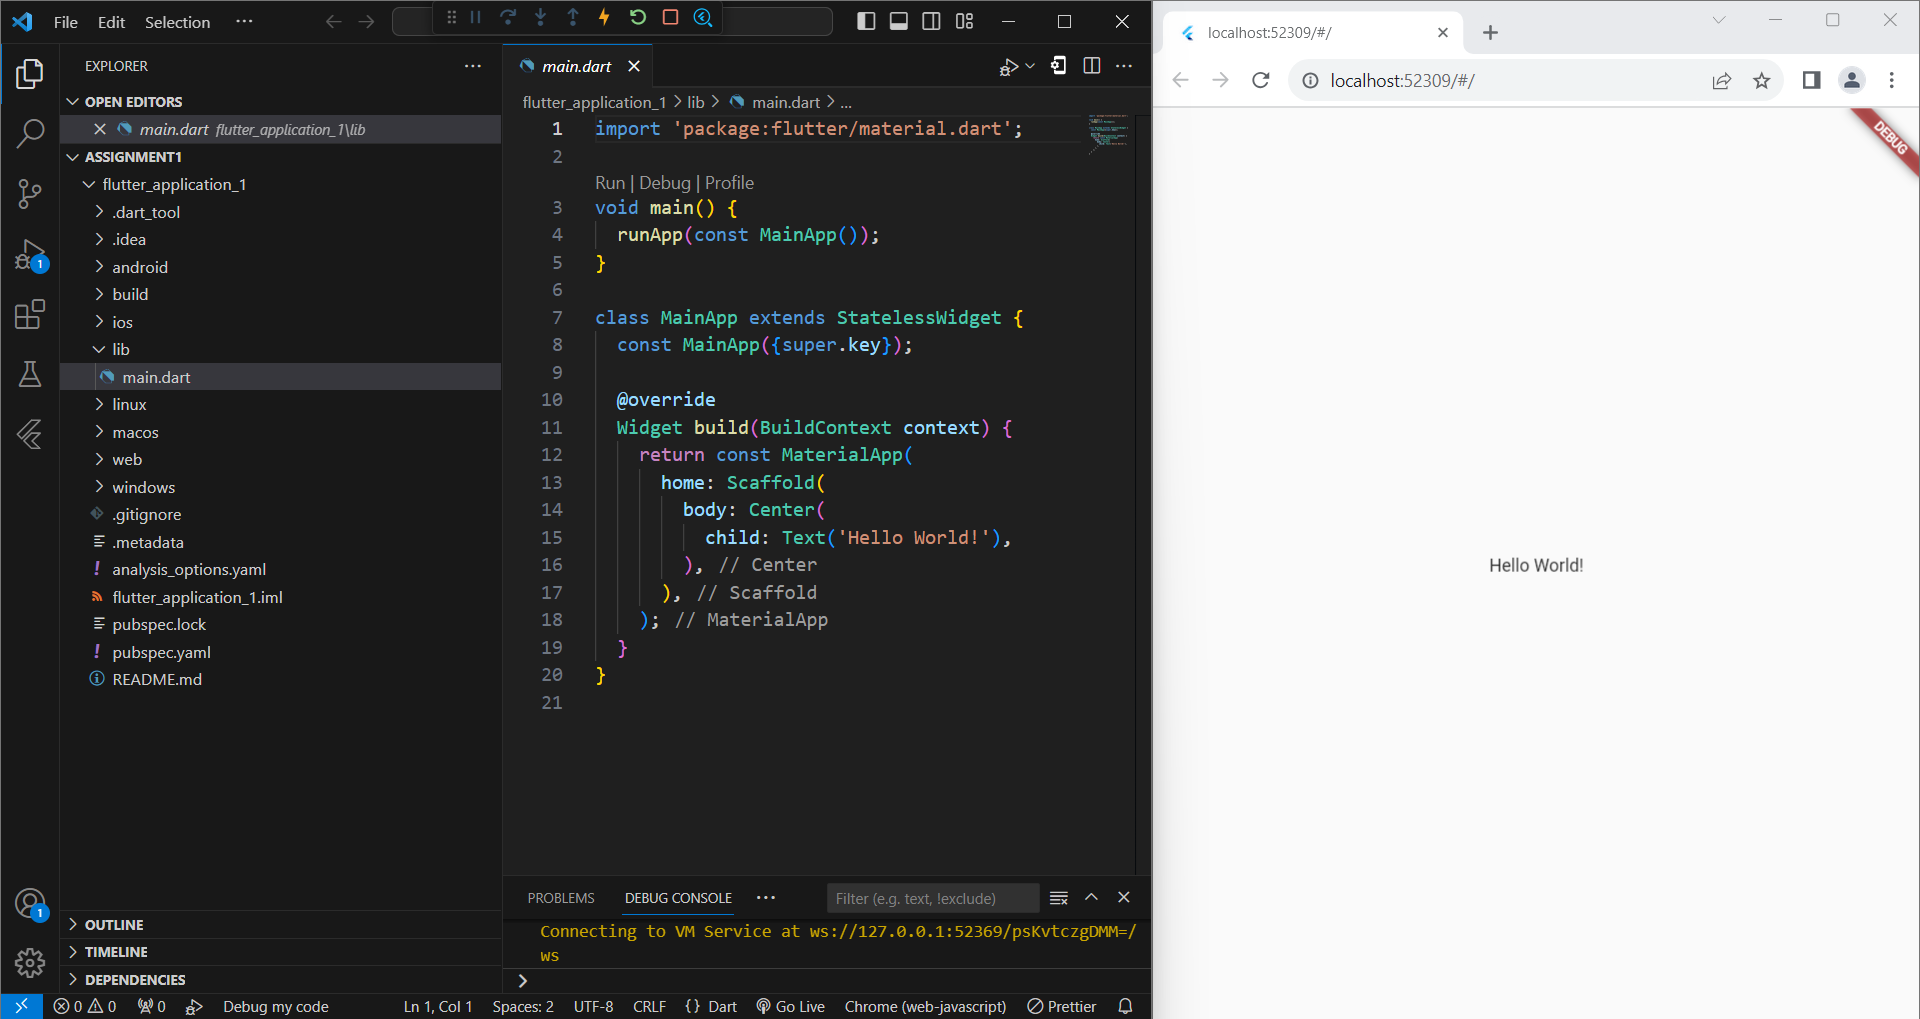 File Edit Selection ···
EXPLORER ···
OPEN EDITORS
main.dart flutter_application_1\lib
ASSIGNMENT1
flutter_application_1
.dart_tool
.idea
android
build
ios
lib
main.dart
linux
macos
web
windows
.gitignore
.metadata
! analysis_options.yaml
flutter_application_1.iml
pubspec.lock
! pubspec.yaml
README.md
OUTLINE
TIMELINE
DEPENDENCIES
1
1
main.dart
flutter_application_1 > lib > main.dart > ...
1 import 'package:flutter/material.dart';
2
Run | Debug | Profile
3 void main() {
4 runApp(const MainApp());
5 }
6
7 class MainApp extends StatelessWidget {
8 const MainApp({super.key});
9
10 @override
11 Widget build(BuildContext context) {
12 return const MaterialApp(
13 home: Scaffold(
14 body: Center(
15 child: Text('Hello World!'),
16 ), // Center
17 ), // Scaffold
18 ); // MaterialApp
19 }
20 }
21
PROBLEMS DEBUG CONSOLE ··· Filter (e.g. text, !exclude)
Connecting to VM Service at ws://127.0.0.1:52369/psKvtczgDMM=/
ws
0 0 0 Debug my code Ln 1, Col 1 Spaces: 2 UTF-8 CRLF {} Dart Go Live Chrome (web-javascript) Prettier
localhost:52309/#/
localhost:52309/#/
DEBUG
Hello World!